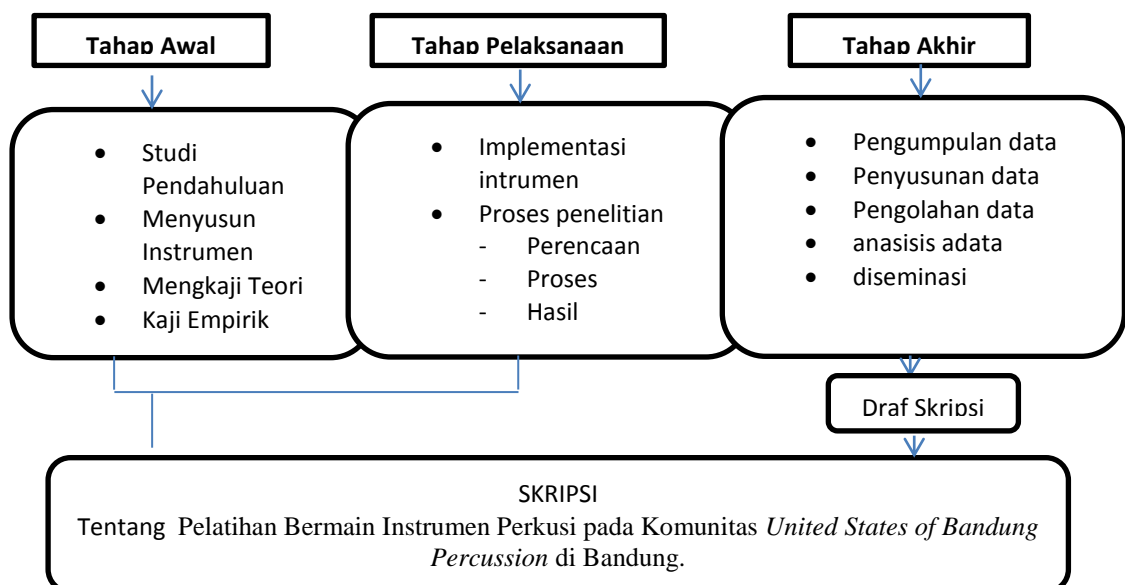 Tahap Awal
Tahap Pelaksanaan
Tahap Akhir
• Studi
Pendahuluan
• Menyusun
Instrumen
• Mengkaji Teori
• Kaji Empirik
• Implementasi
intrumen
• Proses penelitian
- Perencaan
- Proses
- Hasil
• Pengumpulan data
• Penyusunan data
• Pengolahan data
• anasisis adata
• diseminasi
Draf Skripsi
SKRIPSI
Tentang Pelatihan Bermain Instrumen Perkusi pada Komunitas United States of Bandung
Percussion di Bandung.